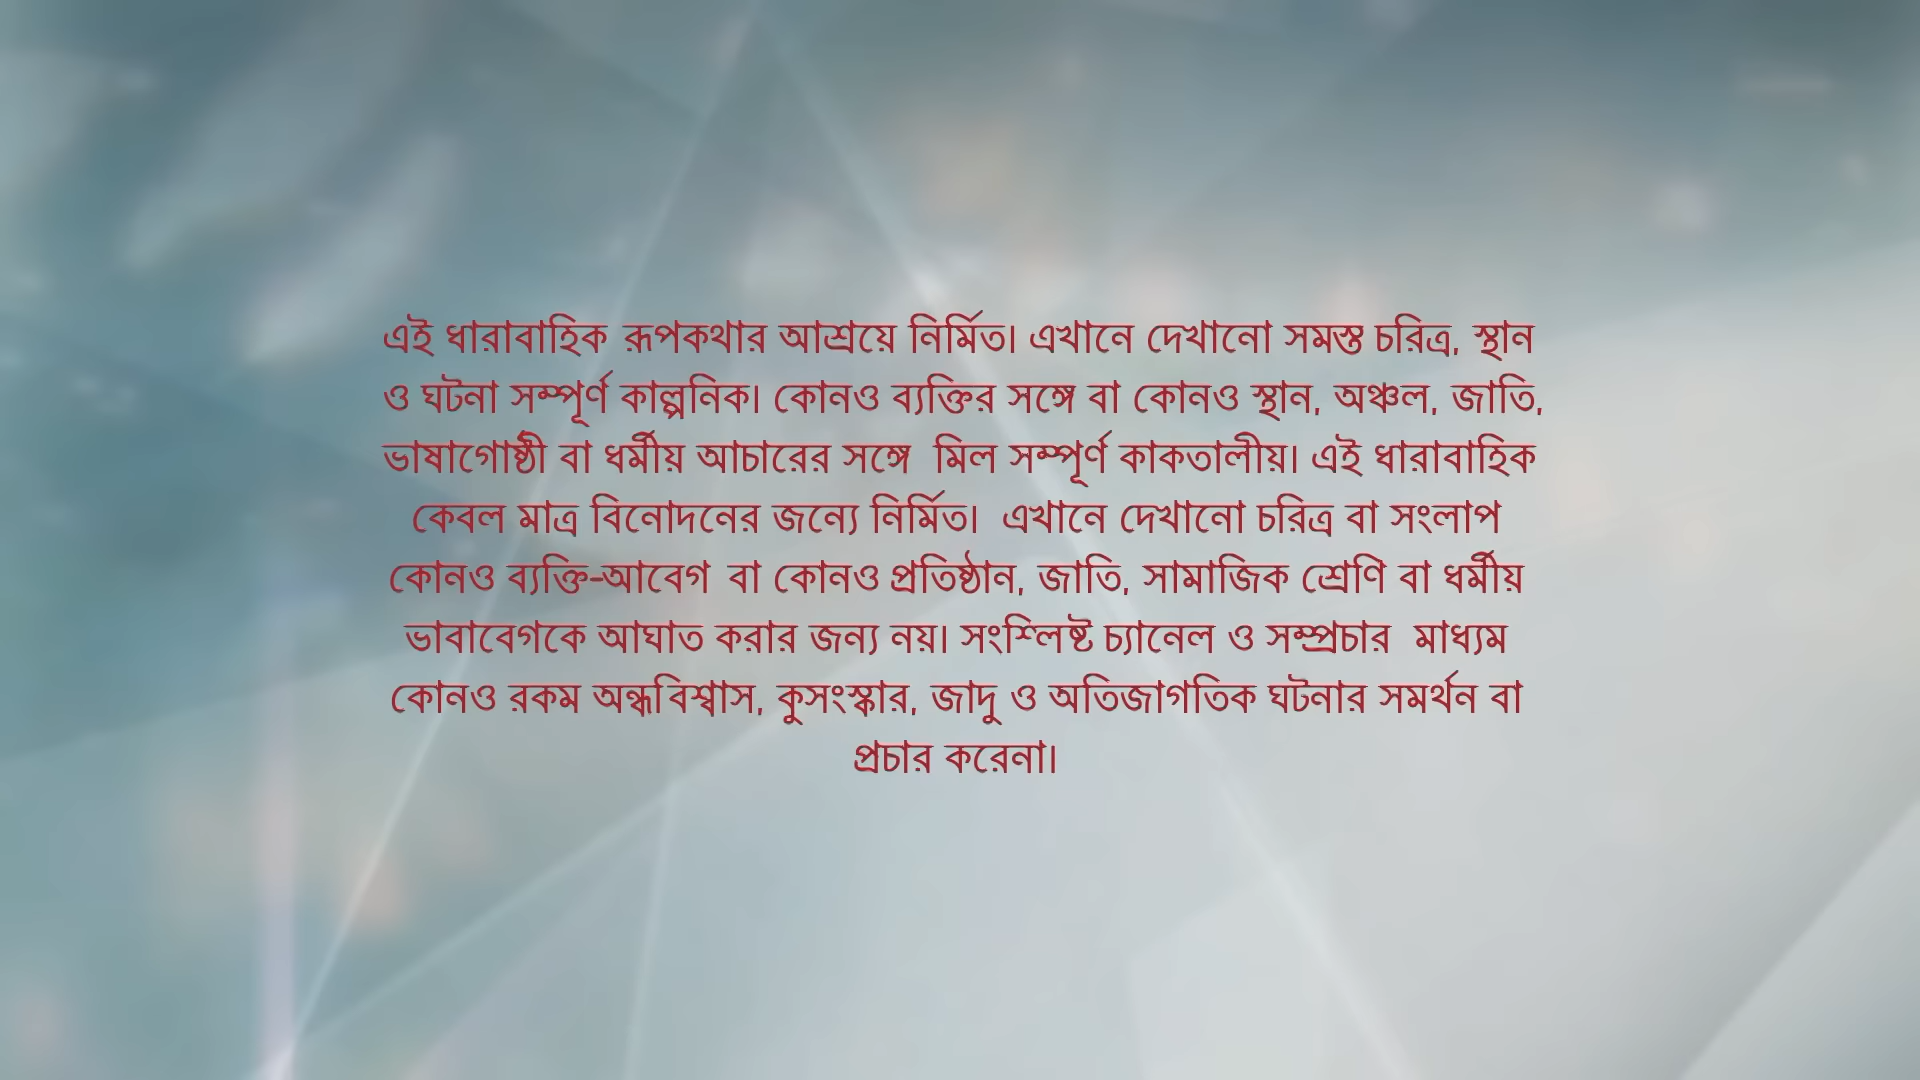 এই ধারাবাহিক রূপকথার আশ্রয়ে নির্মিত। এখানে দেখানো সমস্ত চরিত্র, স্থান
ও ঘটনা সম্পূর্ণ কাল্পনিক। কোনও ব্যক্তির সঙ্গে বা কোনও স্থান, অঞ্চল, জাতি,
ভাষাগোষ্ঠী বা ধর্মীয় আচারের সঙ্গে মিল সম্পূর্ণ কাকতালীয়। এই ধারাবাহিক
কেবল মাত্র বিনোদনের জন্যে নির্মিত। এখানে দেখানো চরিত্র বা সংলাপ
কোনও ব্যক্তি-আবেগ বা কোনও প্রতিষ্ঠান, জাতি, সামাজিক শ্রেণি বা ধর্মীয়
ভাবাবেগকে আঘাত করার জন্য নয়। সংশ্লিষ্ট চ্যানেল ও সম্প্রচার মাধ্যম
কোনও রকম অন্ধবিশ্বাস, কুসংস্কার, জাদু ও অতিজাগতিক ঘটনার সমর্থন বা
প্রচার করেনা।